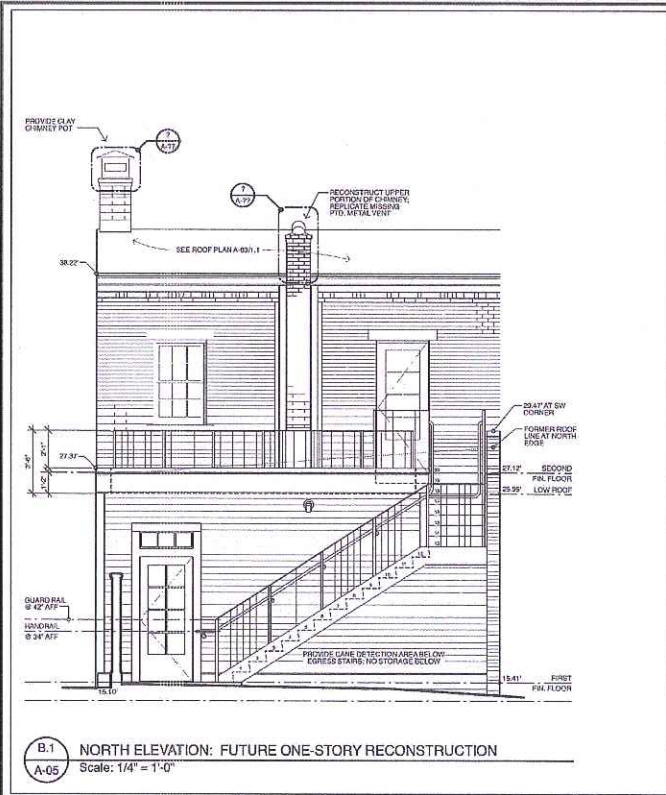 PROVIDE CLAY
CHIMNEY POT
?
A-??
?
A-??
RECONSTRUCT UPPER
PORTION OF CHIMNEY;
REPLICATE MISSING
PTD. METAL VENT
SEE ROOF PLAN A-03/1.1
38.22'
29.47' AT SW
CORNER
FORMER ROOF
LINE AT NORTH
EDGE
27.37'
27.12' SECOND
FIN. FLOOR
25.95' LOW ROOF
GUARD RAIL
@ 42" AFF
HANDRAIL
@ 34" AFF
PROVIDE CANE DETECTION AREA BELOW
EGRESS STAIRS; NO STORAGE BELOW
15.10'
15.41' FIRST
FIN. FLOOR
B.1
A-05
NORTH ELEVATION: FUTURE ONE-STORY RECONSTRUCTION
Scale: 1/4" = 1'-0"